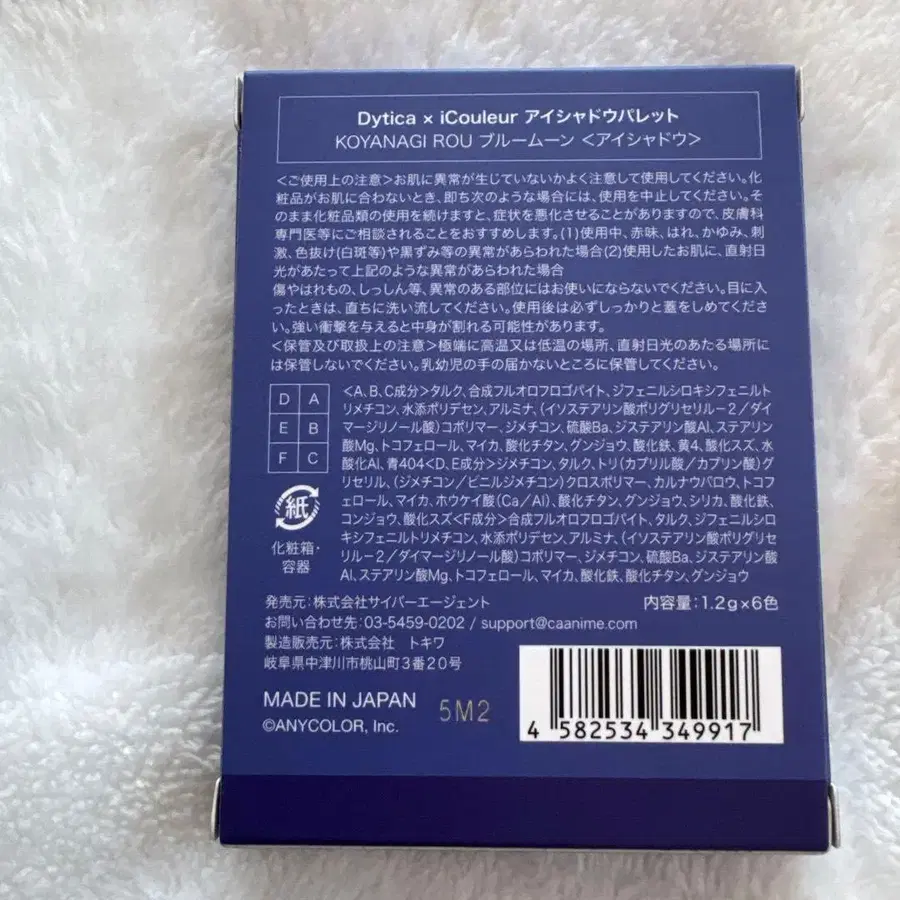 Dytica × iCouleur アイシャドウパレット
KOYANAGI ROU ブルームーン <アイシャドウ>
<ご使用上の注意>お肌に異常が生じていないかよく注意して使用してください。化
粧品がお肌に合わないとき、即ち次のような場合には、使用を中止してください。そ
のまま化粧品類の使用を続けますと、症状を悪化させることがありますので、皮膚科
専門医等にご相談されることをおすすめします。(1)使用中、赤味、はれ、かゆみ、刺
激、色抜け(白斑等)や黒ずみ等の異常があらわれた場合(2)使用したお肌に、直射日
光があたって上記のような異常があらわれた場合
傷やはれもの、しっしん等、異常のある部位にはお使いにならないでください。目に入
ったときは、直ちに洗い流してください。使用後は必ずしっかりと蓋をしめてくださ
い。強い衝撃を与えると中身が割れる可能性があります。
<保管及び取扱上の注意>極端に高温又は低温の場所、直射日光のあたる場所に
は保管しないでください。乳幼児の手の届かないところに保管してください。
D A
E B
F C
<A、B、C成分>タルク、合成フルオロフロゴパイト、ジフェニルシロキシフェニルト
リメチコン、水添ポリデセン、アルミナ、(イソステアリン酸ポリグリセリル-2/ダイ
マージリノール酸)コポリマー、ジメチコン、硫酸Ba、ジステアリン酸Al、ステアリン
酸Mg、トコフェロール、マイカ、酸化チタン、グンジョウ、酸化鉄、黄4、酸化スズ、水
酸化Al、青404<D、E成分>ジメチコン、タルク、トリ(カプリル酸/カプリン酸)グ
リセリル、(ジメチコン/ビニルジメチコン)クロスポリマー、カルナウバロウ、トコフ
ェロール、マイカ、ホウケイ酸(Ca/Al)、酸化チタン、グンジョウ、シリカ、酸化鉄、
コンジョウ、酸化スズ<F成分>合成フルオロフロゴパイト、タルク、ジフェニルシロ
キシフェニルトリメチコン、水添ポリデセン、アルミナ、(イソステアリン酸ポリグリセ
リル-2/ダイマージリノール酸)コポリマー、ジメチコン、硫酸Ba、ジステアリン酸
Al、ステアリン酸Mg、トコフェロール、マイカ、酸化鉄、酸化チタン、グンジョウ
紙
化粧箱・
容器
発売元:株式会社サイバーエージェント 内容量:1.2g×6色
お問い合わせ先:03-5459-0202 / support@caanime.com
製造販売元:株式会社 トキワ
岐阜県中津川市桃山町3番20号
MADE IN JAPAN 5M2
©ANYCOLOR, Inc.
4 582534 349917